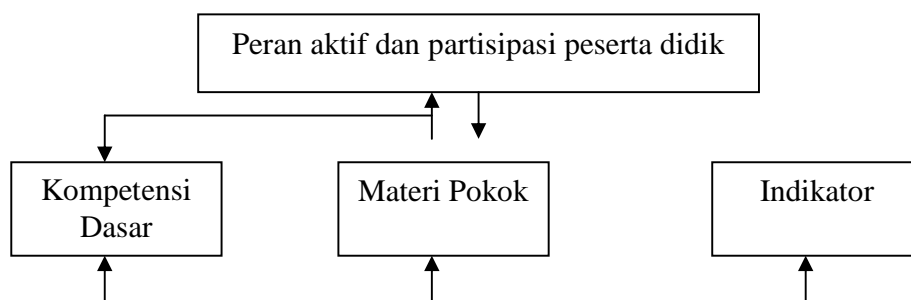 Peran aktif dan partisipasi peserta didik
Kompetensi
Dasar
Materi Pokok
Indikator